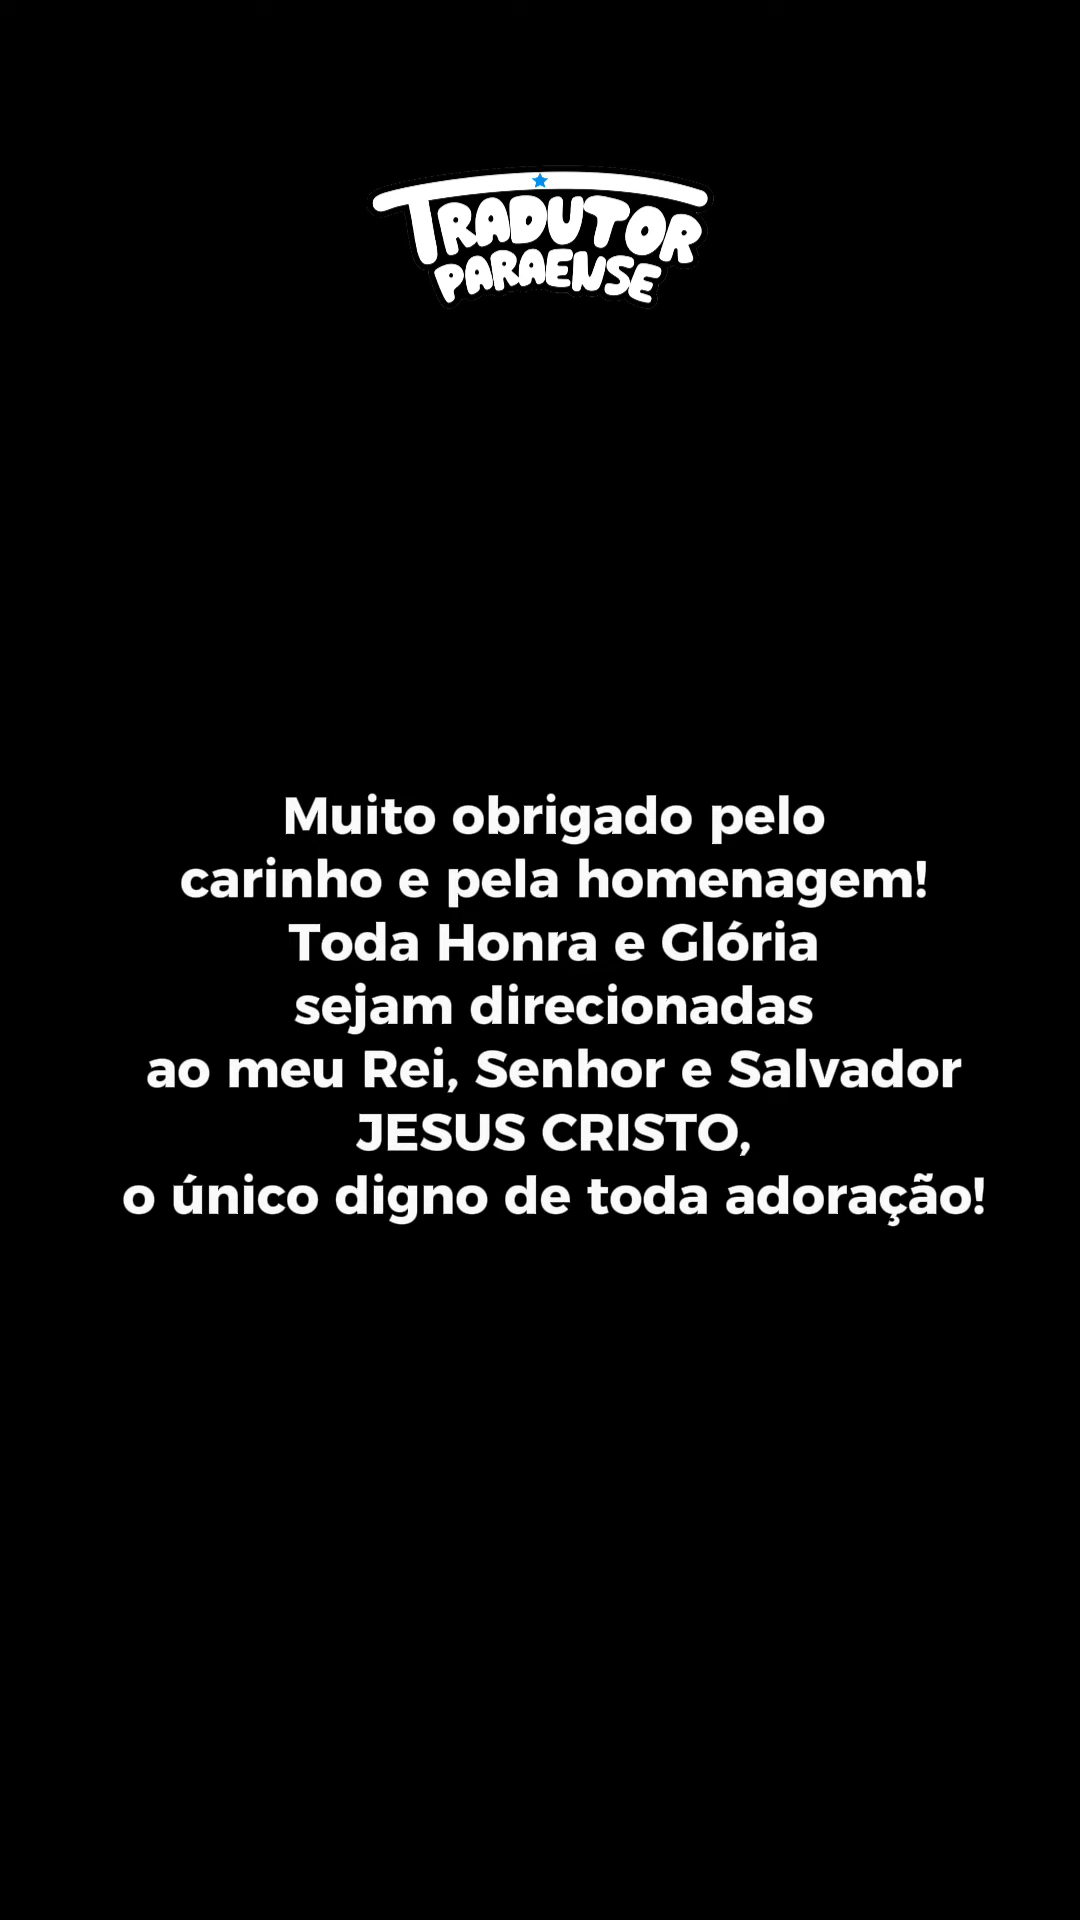 TRADUTOR
PARAENSE
Muito obrigado pelo
carinho e pela homenagem!
Toda Honra e Glória
sejam direcionadas
ao meu Rei, Senhor e Salvador
JESUS CRISTO,
o único digno de toda adoração!